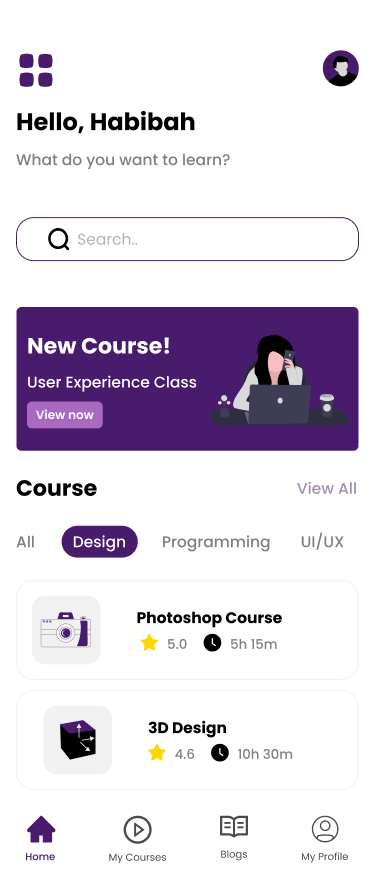 Hello, Habibah
What do you want to learn?
Search..
New Course!
User Experience Class
View now
Course View All
All Design Programming UI/UX
Photoshop Course
5.0 5h 15m
3D Design
4.6 10h 30m
Home My Courses Blogs My Profile